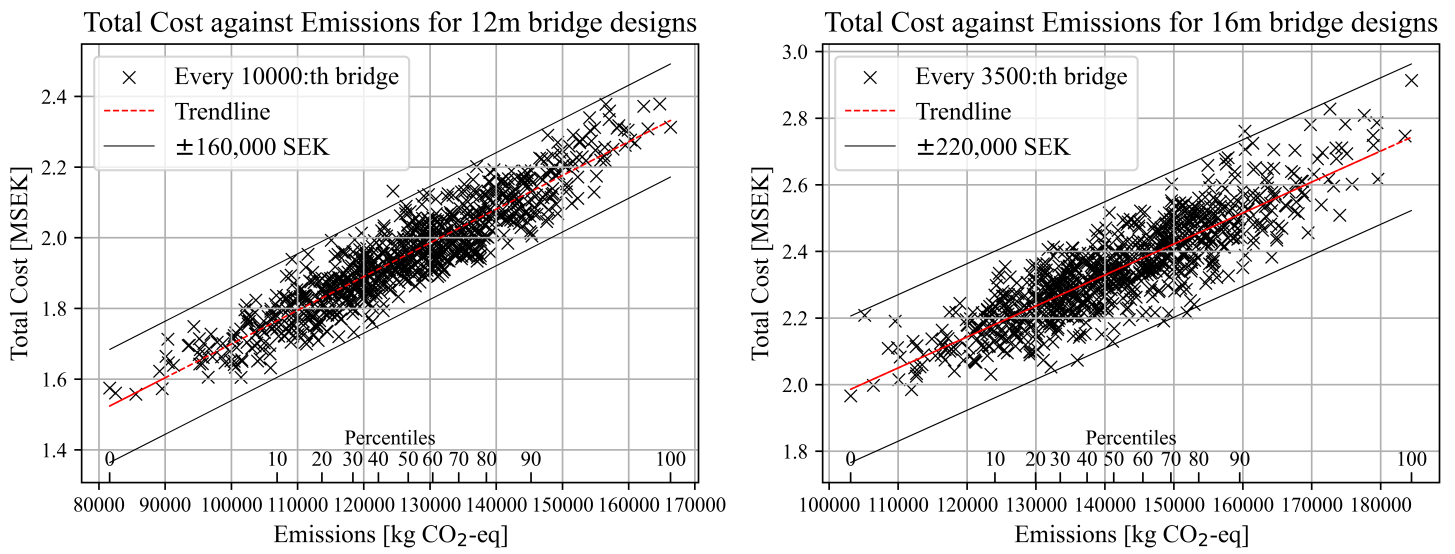 Total Cost against Emissions for 12m bridge designs
Every 10000:th bridge
Trendline
±160,000 SEK
Total Cost [MSEK]
2.4
2.2
2.0
1.8
1.6
1.4
Percentiles
0 10 20 30 40 50 60 70 80 90 100
80000 90000 100000 110000 120000 130000 140000 150000 160000 170000
Emissions [kg CO₂-eq]
Total Cost against Emissions for 16m bridge designs
Every 3500:th bridge
Trendline
±220,000 SEK
Total Cost [MSEK]
3.0
2.8
2.6
2.4
2.2
2.0
1.8
Percentiles
0 10 20 30 40 50 60 70 80 90 100
100000 110000 120000 130000 140000 150000 160000 170000 180000
Emissions [kg CO₂-eq]